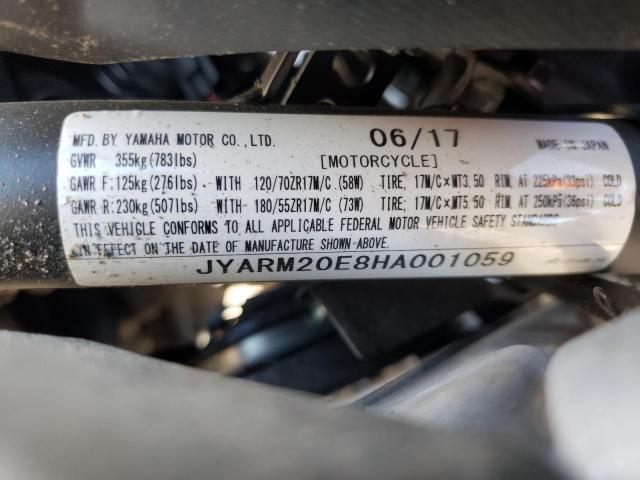 MFD. BY YAMAHA MOTOR CO.,LTD. 06/17 MADE IN JAPAN
GVWR 355kg(783lbs) [MOTORCYCLE]
GAWR F:125kg(276lbs) —WITH 120/70ZR17M/C (58W) TIRE, 17M/C×MT3.50 RIM, AT 225kPa(33psi) COLD
GAWR R:230kg(507lbs) —WITH 180/55ZR17M/C (73W) TIRE, 17M/C×MT5.50 RIM, AT 250kPa(36psi) COLD
THIS VEHICLE CONFORMS TO ALL APPLICABLE FEDERAL MOTOR VEHICLE SAFETY STANDARDS
IN EFFECT ON THE DATE OF MANUFACTURE SHOWN-ABOVE.
JYARM20E8HA001059